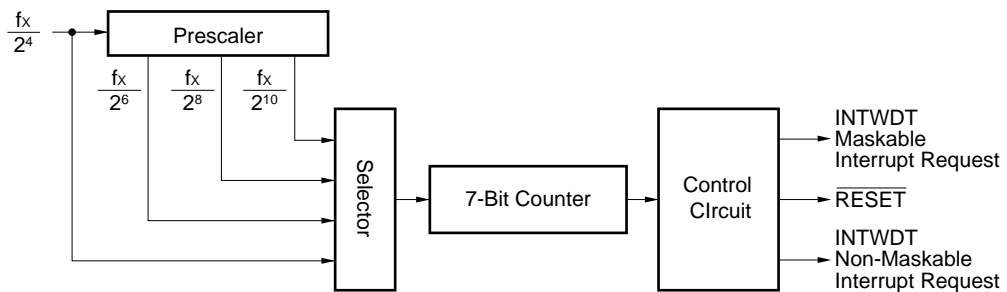 fX
2⁴
Prescaler
fX
2⁶
fX
2⁸
fX
2¹⁰
Selector
7-Bit Counter
Control
CIrcuit
INTWDT
Maskable
Interrupt Request
RESET
INTWDT
Non-Maskable
Interrupt Request